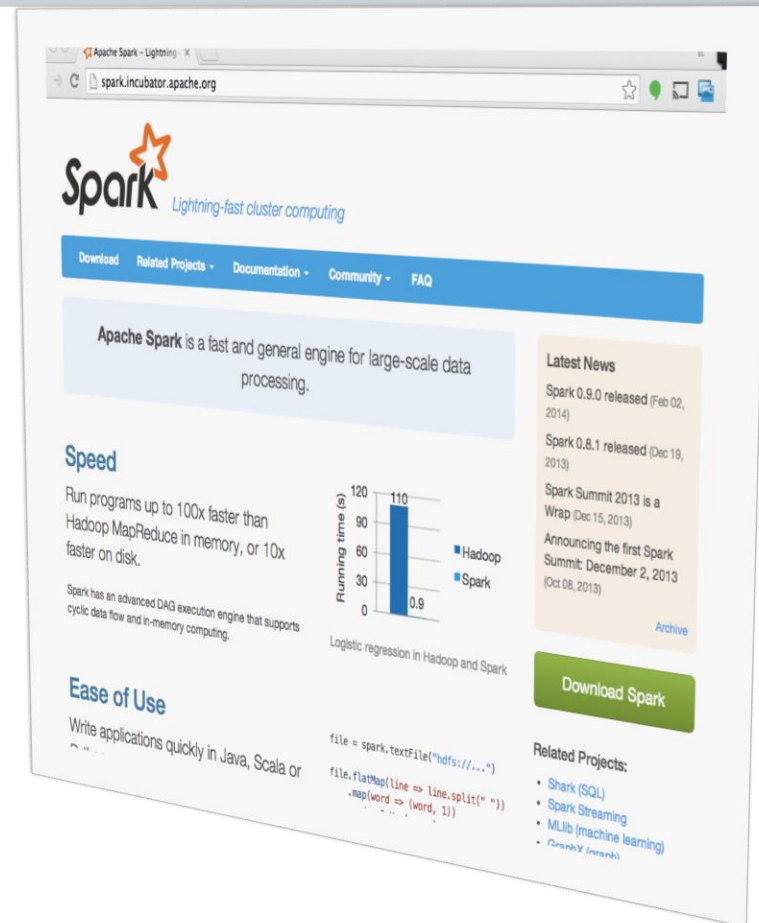 Apache Spark - Lightning- X
spark.incubator.apache.org
Spark
Lightning-fast cluster computing
Download Related Projects Documentation Community FAQ
Apache Spark is a fast and general engine for large-scale data
processing.
Speed
Run programs up to 100x faster than
Hadoop MapReduce in memory, or 10x
faster on disk.
Spark has an advanced DAG execution engine that supports
cyclic data flow and in-memory computing.
Running time (s)
120
90
60
30
0
110
0.9
Hadoop
Spark
Logistic regression in Hadoop and Spark
Ease of Use
Write applications quickly in Java, Scala or
file = spark.textFile("hdfs://...")
file.flatMap(line => line.split(" "))
.map(word => (word, 1))
Latest News
Spark 0.9.0 released (Feb 02,
2014)
Spark 0.8.1 released (Dec 19,
2013)
Spark Summit 2013 is a
Wrap (Dec 15, 2013)
Announcing the first Spark
Summit: December 2, 2013
(Oct 08, 2013)
Archive
Download Spark
Related Projects:
• Shark (SQL)
• Spark Streaming
• MLlib (machine learning)
• GraphX (graph)